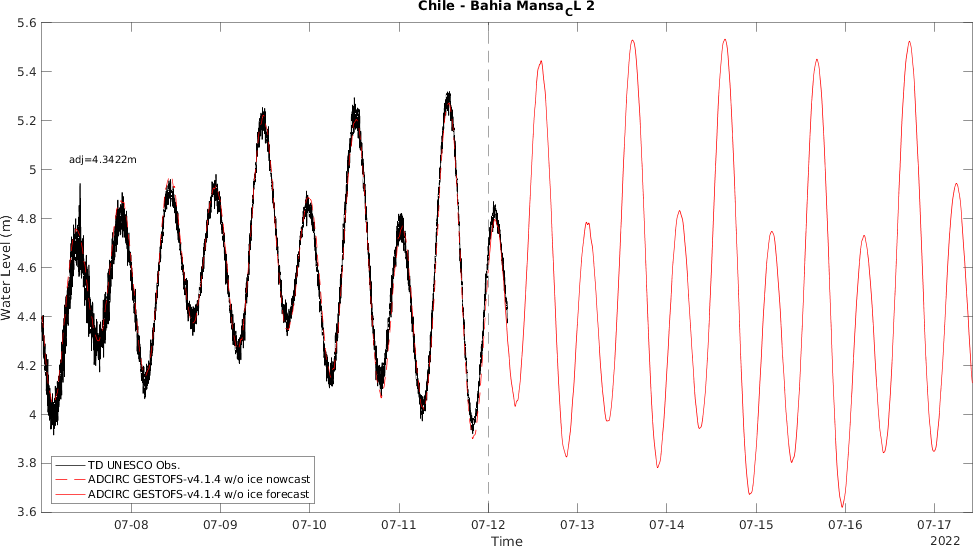 Chile - Bahia Mansa_CL 2
5.6
5.4
5.2
5
4.8
4.6
4.4
4.2
4
3.8
3.6
Water Level (m)
adj=4.3422m
TD UNESCO Obs.
ADCIRC GESTOFS-v4.1.4 w/o ice nowcast
ADCIRC GESTOFS-v4.1.4 w/o ice forecast
07-08 07-09 07-10 07-11 07-12 07-13 07-14 07-15 07-16 07-17
Time
2022